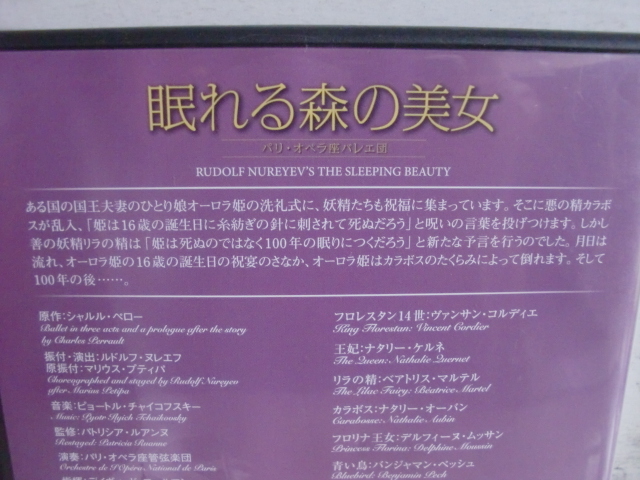 眠れる森の美女
パリ・オペラ座バレエ団
RUDOLF NUREYEV'S THE SLEEPING BEAUTY
ある国の国王夫妻のひとり娘オーロラ姫の洗礼式に、妖精たちも祝福に集まっています。そこに悪の精カラボ
スが乱入、「姫は16歳の誕生日に糸紡ぎの針に刺されて死ぬだろう」と呪いの言葉を投げつけます。しかし
善の妖精リラの精は「姫は死ぬのではなく100年の眠りにつくだろう」と新たな予言を行うのでした。月日は
流れ、オーロラ姫の16歳の誕生日の祝宴のさなか、オーロラ姫はカラボスのたくらみによって倒れます。そして
100年の後……。
原作：シャルル・ペロー
Ballet in three acts and a prologue after the story
by Charles Perrault
振付・演出：ルドルフ・ヌレエフ
原振付：マリウス・プティパ
Choreographed and staged by Rudolf Nureyev
after Marius Petipa
音楽：ピョートル・チャイコフスキー
Music: Pyotr Ilyich Tchaikovsky
監修：パトリシア・ルアンヌ
Restaged: Patricia Ruanne
演奏：パリ・オペラ座管弦楽団
Orchestre de l'Opéra National de Paris
フロレスタン14世：ヴァンサン・コルディエ
King Florestan: Vincent Cordier
王妃：ナタリー・ケルネ
The Queen: Nathalie Quernet
リラの精：ベアトリス・マルテル
The Lilac Fairy: Béatrice Martel
カラボス：ナタリー・オーバン
Carabosse: Nathalie Aubin
フロリナ王女：デルフィーヌ・ムッサン
Princess Florina: Delphine Moussin
青い鳥：バンジャマン・ペッシュ
Bluebird: Benjamin Pech